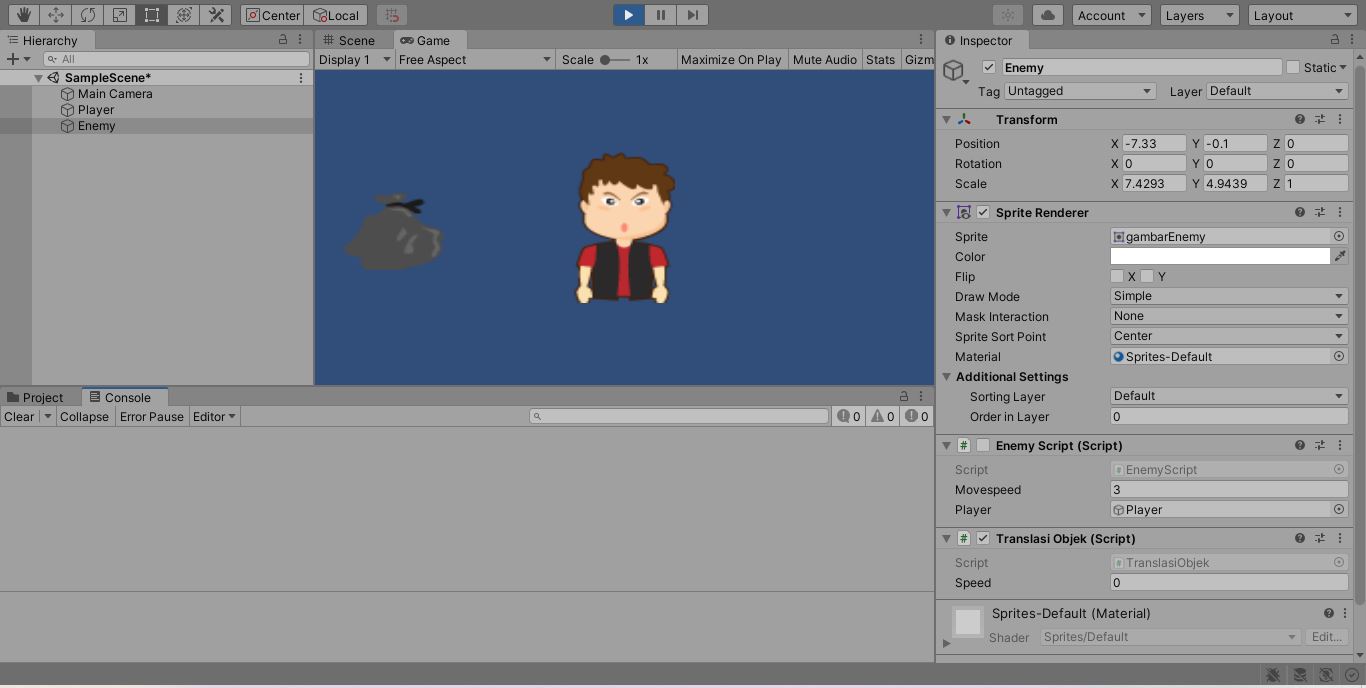 Center Local Account Layers Layout
Hierarchy
All
SampleScene*
Main Camera
Player
Enemy
Scene Game
Display 1 Free Aspect Scale 1x Maximize On Play Mute Audio Stats Gizm
Project Console
Clear Collapse Error Pause Editor 0 0 0
Inspector
Enemy Static
Tag Untagged Layer Default
Transform
Position X -7.33 Y -0.1 Z 0
Rotation X 0 Y 0 Z 0
Scale X 7.4293 Y 4.9439 Z 1
Sprite Renderer
Sprite gambarEnemy
Color
Flip X Y
Draw Mode Simple
Mask Interaction None
Sprite Sort Point Center
Material Sprites-Default
Additional Settings
Sorting Layer Default
Order in Layer 0
# Enemy Script (Script)
Script # EnemyScript
Movespeed 3
Player Player
# Translasi Objek (Script)
Script # TranslasiObjek
Speed 0
Sprites-Default (Material)
Shader Sprites/Default Edit...